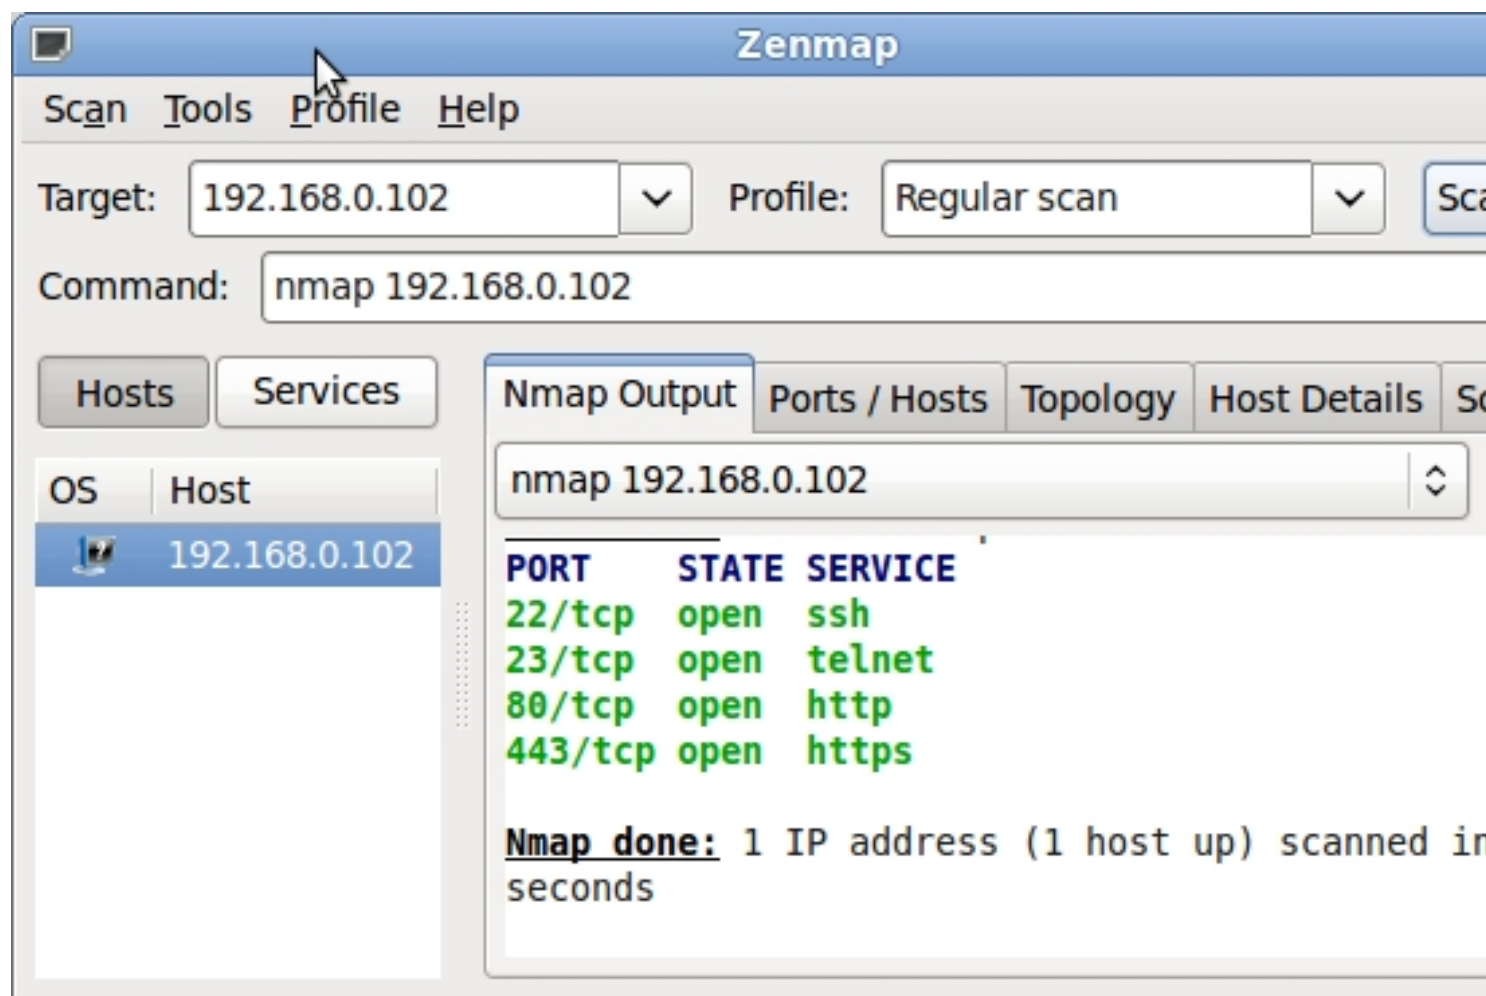 Zenmap
Scan Tools Profile Help
Target: 192.168.0.102 Profile: Regular scan
Command: nmap 192.168.0.102
Hosts Services Nmap Output Ports / Hosts Topology Host Details
OS Host
nmap 192.168.0.102
192.168.0.102
PORT STATE SERVICE
22/tcp open ssh
23/tcp open telnet
80/tcp open http
443/tcp open https
Nmap done: 1 IP address (1 host up) scanned in
seconds